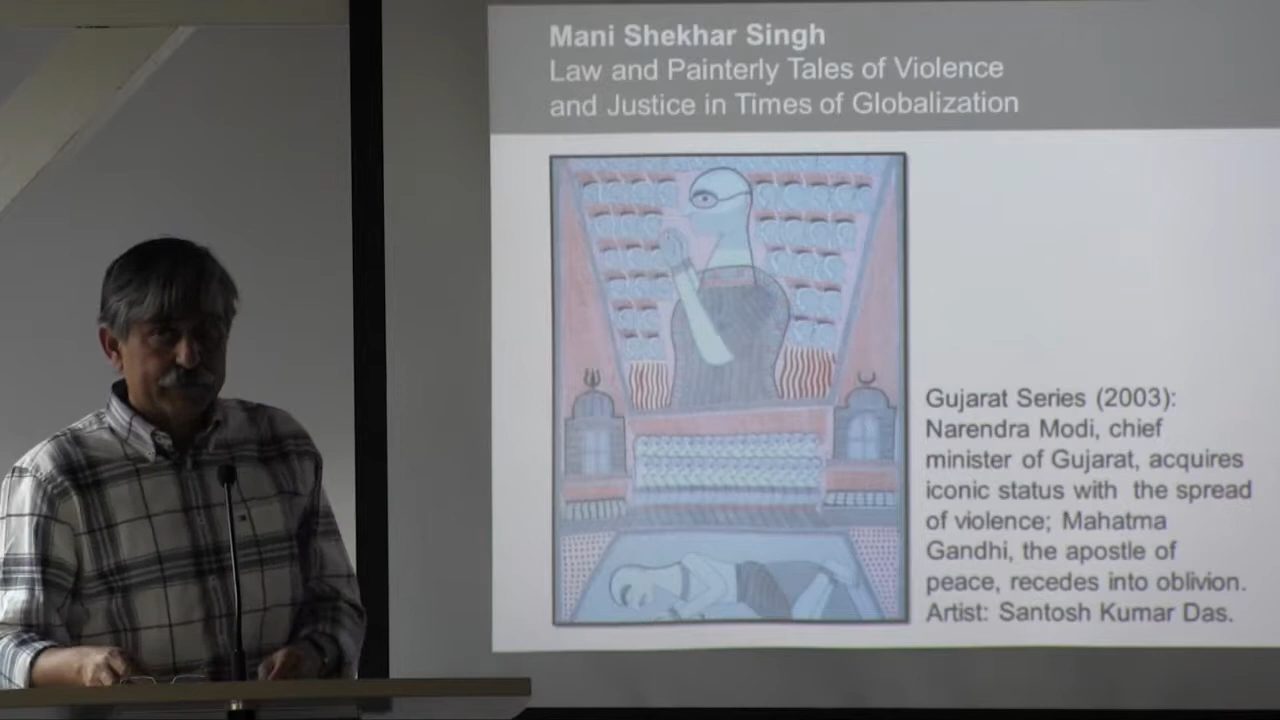 Mani Shekhar Singh
Law and Painterly Tales of Violence
and Justice in Times of Globalization
Gujarat Series (2003):
Narendra Modi, chief
minister of Gujarat, acquires
iconic status with the spread
of violence; Mahatma
Gandhi, the apostle of
peace, recedes into oblivion.
Artist: Santosh Kumar Das.